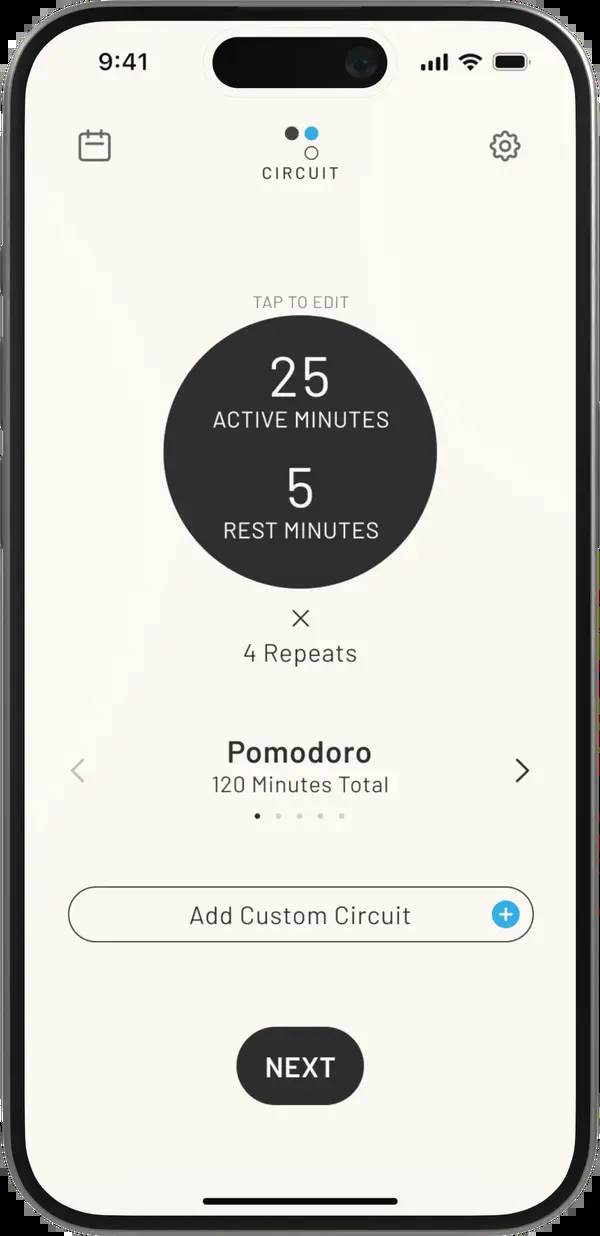 9:41
CIRCUIT
TAP TO EDIT
25
ACTIVE MINUTES
5
REST MINUTES
×
4 Repeats
Pomodoro
120 Minutes Total
Add Custom Circuit
NEXT